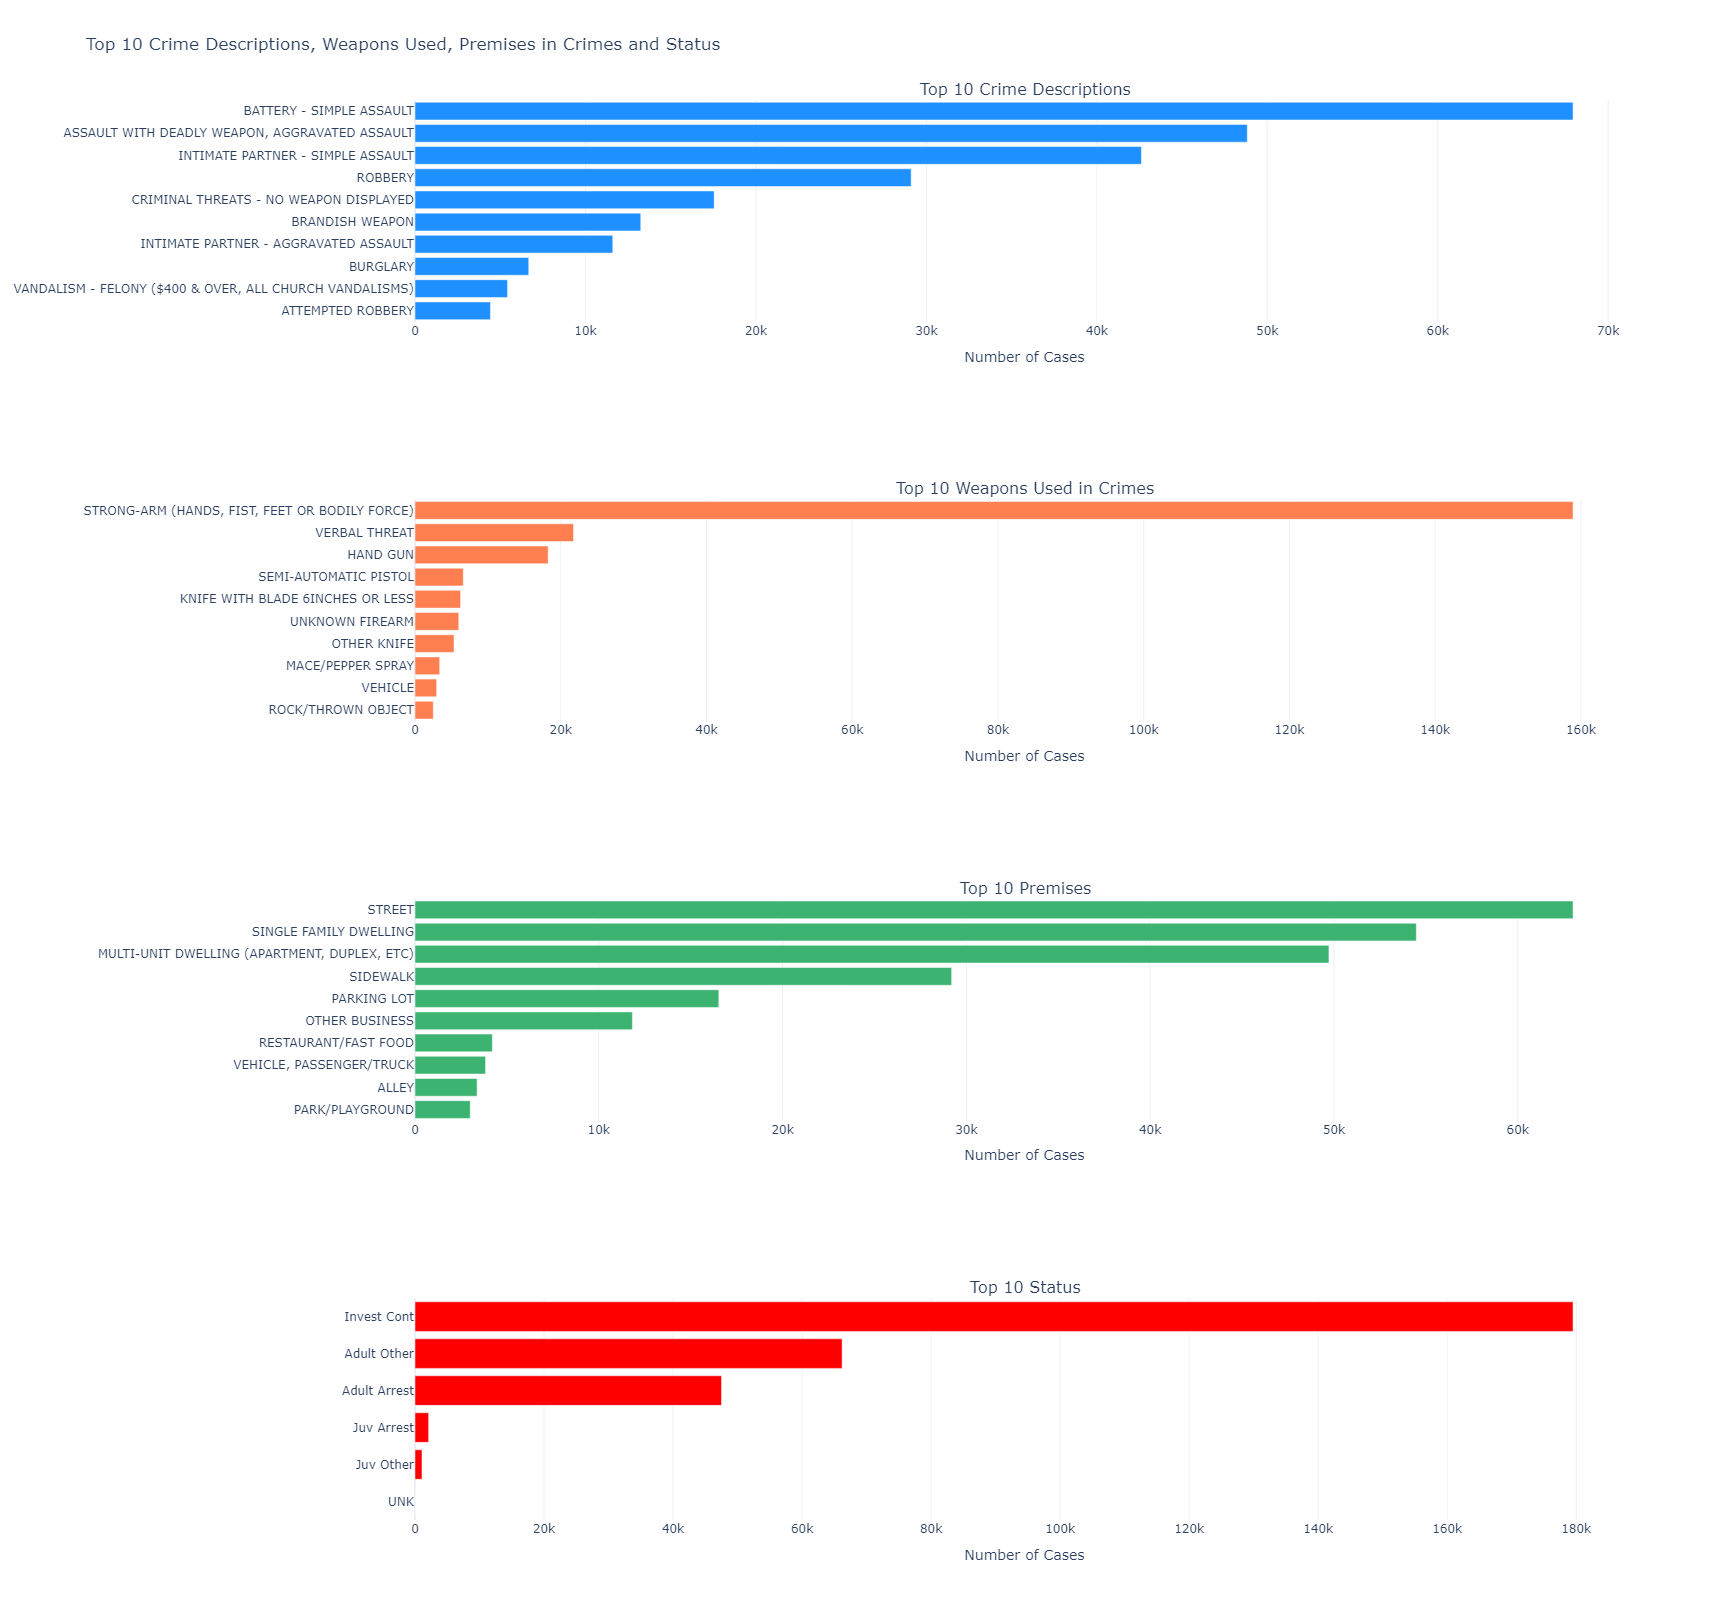 Top 10 Crime Descriptions, Weapons Used, Premises in Crimes and Status
Top 10 Crime Descriptions
BATTERY - SIMPLE ASSAULT
ASSAULT WITH DEADLY WEAPON, AGGRAVATED ASSAULT
INTIMATE PARTNER - SIMPLE ASSAULT
ROBBERY
CRIMINAL THREATS - NO WEAPON DISPLAYED
BRANDISH WEAPON
INTIMATE PARTNER - AGGRAVATED ASSAULT
BURGLARY
VANDALISM - FELONY ($400 & OVER, ALL CHURCH VANDALISMS)
ATTEMPTED ROBBERY
0 10k 20k 30k 40k 50k 60k 70k
Number of Cases
Top 10 Weapons Used in Crimes
STRONG-ARM (HANDS, FIST, FEET OR BODILY FORCE)
VERBAL THREAT
HAND GUN
SEMI-AUTOMATIC PISTOL
KNIFE WITH BLADE 6INCHES OR LESS
UNKNOWN FIREARM
OTHER KNIFE
MACE/PEPPER SPRAY
VEHICLE
ROCK/THROWN OBJECT
0 20k 40k 60k 80k 100k 120k 140k 160k
Number of Cases
Top 10 Premises
STREET
SINGLE FAMILY DWELLING
MULTI-UNIT DWELLING (APARTMENT, DUPLEX, ETC)
SIDEWALK
PARKING LOT
OTHER BUSINESS
RESTAURANT/FAST FOOD
VEHICLE, PASSENGER/TRUCK
ALLEY
PARK/PLAYGROUND
0 10k 20k 30k 40k 50k 60k
Number of Cases
Top 10 Status
Invest Cont
Adult Other
Adult Arrest
Juv Arrest
Juv Other
UNK
0 20k 40k 60k 80k 100k 120k 140k 160k 180k
Number of Cases